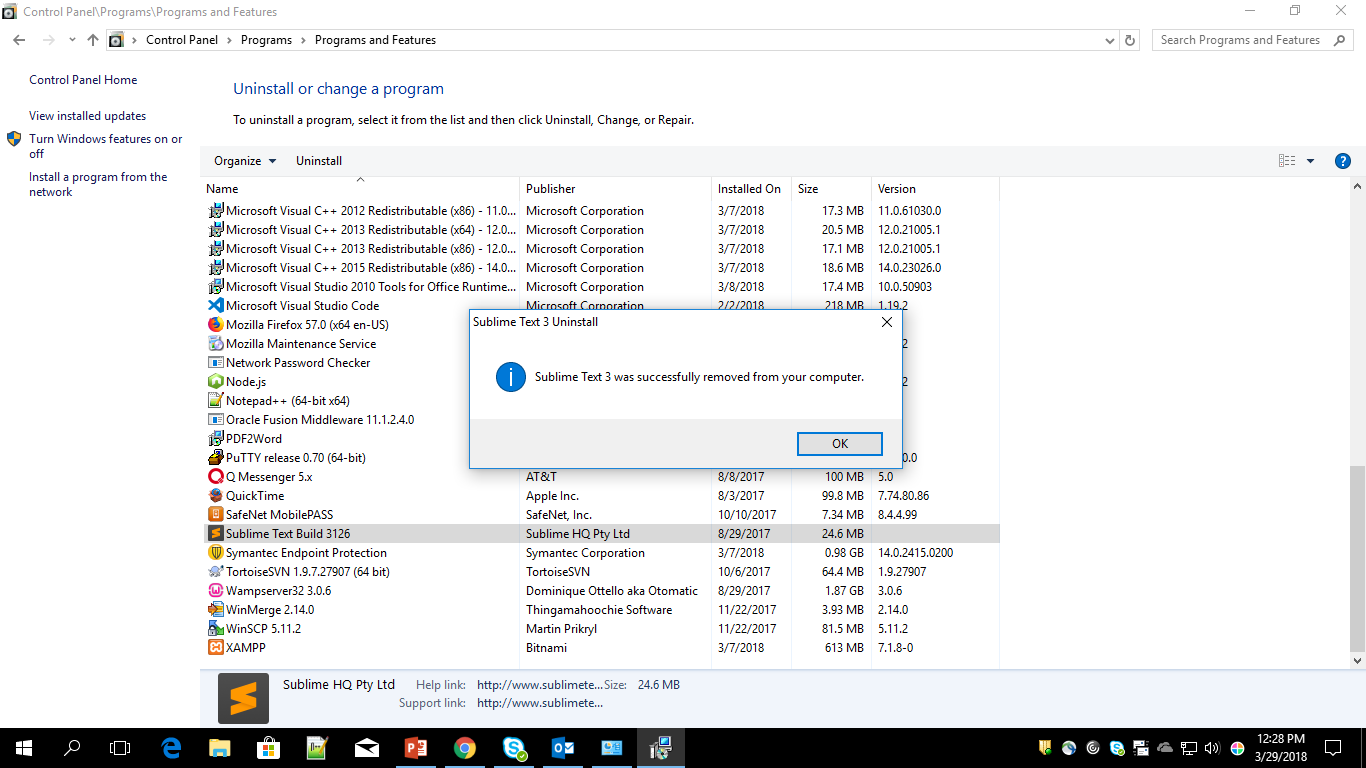 Control Panel\Programs\Programs and Features
Control Panel > Programs > Programs and Features
Search Programs and Features
Control Panel Home
View installed updates
Turn Windows features on or
off
Install a program from the
network
Uninstall or change a program
To uninstall a program, select it from the list and then click Uninstall, Change, or Repair.
Organize Uninstall
Name Publisher Installed On Size Version
Microsoft Visual C++ 2012 Redistributable (x86) - 11.0... Microsoft Corporation 3/7/2018 17.3 MB 11.0.61030.0
Microsoft Visual C++ 2013 Redistributable (x64) - 12.0... Microsoft Corporation 3/7/2018 20.5 MB 12.0.21005.1
Microsoft Visual C++ 2013 Redistributable (x86) - 12.0... Microsoft Corporation 3/7/2018 17.1 MB 12.0.21005.1
Microsoft Visual C++ 2015 Redistributable (x86) - 14.0... Microsoft Corporation 3/7/2018 18.6 MB 14.0.23026.0
Microsoft Visual Studio 2010 Tools for Office Runtime... Microsoft Corporation 3/8/2018 17.4 MB 10.0.50903
Microsoft Visual Studio Code Microsoft Corporation 2/2/2018 218 MB 1.19.2
Mozilla Firefox 57.0 (x64 en-US)
Mozilla Maintenance Service 2
Network Password Checker
Node.js 2
Notepad++ (64-bit x64)
Oracle Fusion Middleware 11.1.2.4.0
PDF2Word
PuTTY release 0.70 (64-bit) 0.0
Sublime Text 3 Uninstall
Sublime Text 3 was successfully removed from your computer.
OK
Q Messenger 5.x AT&T 8/8/2017 100 MB 5.0
QuickTime Apple Inc. 8/3/2017 99.8 MB 7.74.80.86
SafeNet MobilePASS SafeNet, Inc. 10/10/2017 7.34 MB 8.4.4.99
Sublime Text Build 3126 Sublime HQ Pty Ltd 8/29/2017 24.6 MB
Symantec Endpoint Protection Symantec Corporation 3/7/2018 0.98 GB 14.0.2415.0200
TortoiseSVN 1.9.7.27907 (64 bit) TortoiseSVN 10/6/2017 64.4 MB 1.9.27907
Wampserver32 3.0.6 Dominique Ottello aka Otomatic 8/29/2017 1.87 GB 3.0.6
WinMerge 2.14.0 Thingamahoochie Software 11/22/2017 3.93 MB 2.14.0
WinSCP 5.11.2 Martin Prikryl 11/22/2017 81.5 MB 5.11.2
XAMPP Bitnami 3/7/2018 613 MB 7.1.8-0
Sublime HQ Pty Ltd Help link: http://www.sublimete... Size: 24.6 MB
Support link: http://www.sublimete...
12:28 PM
3/29/2018